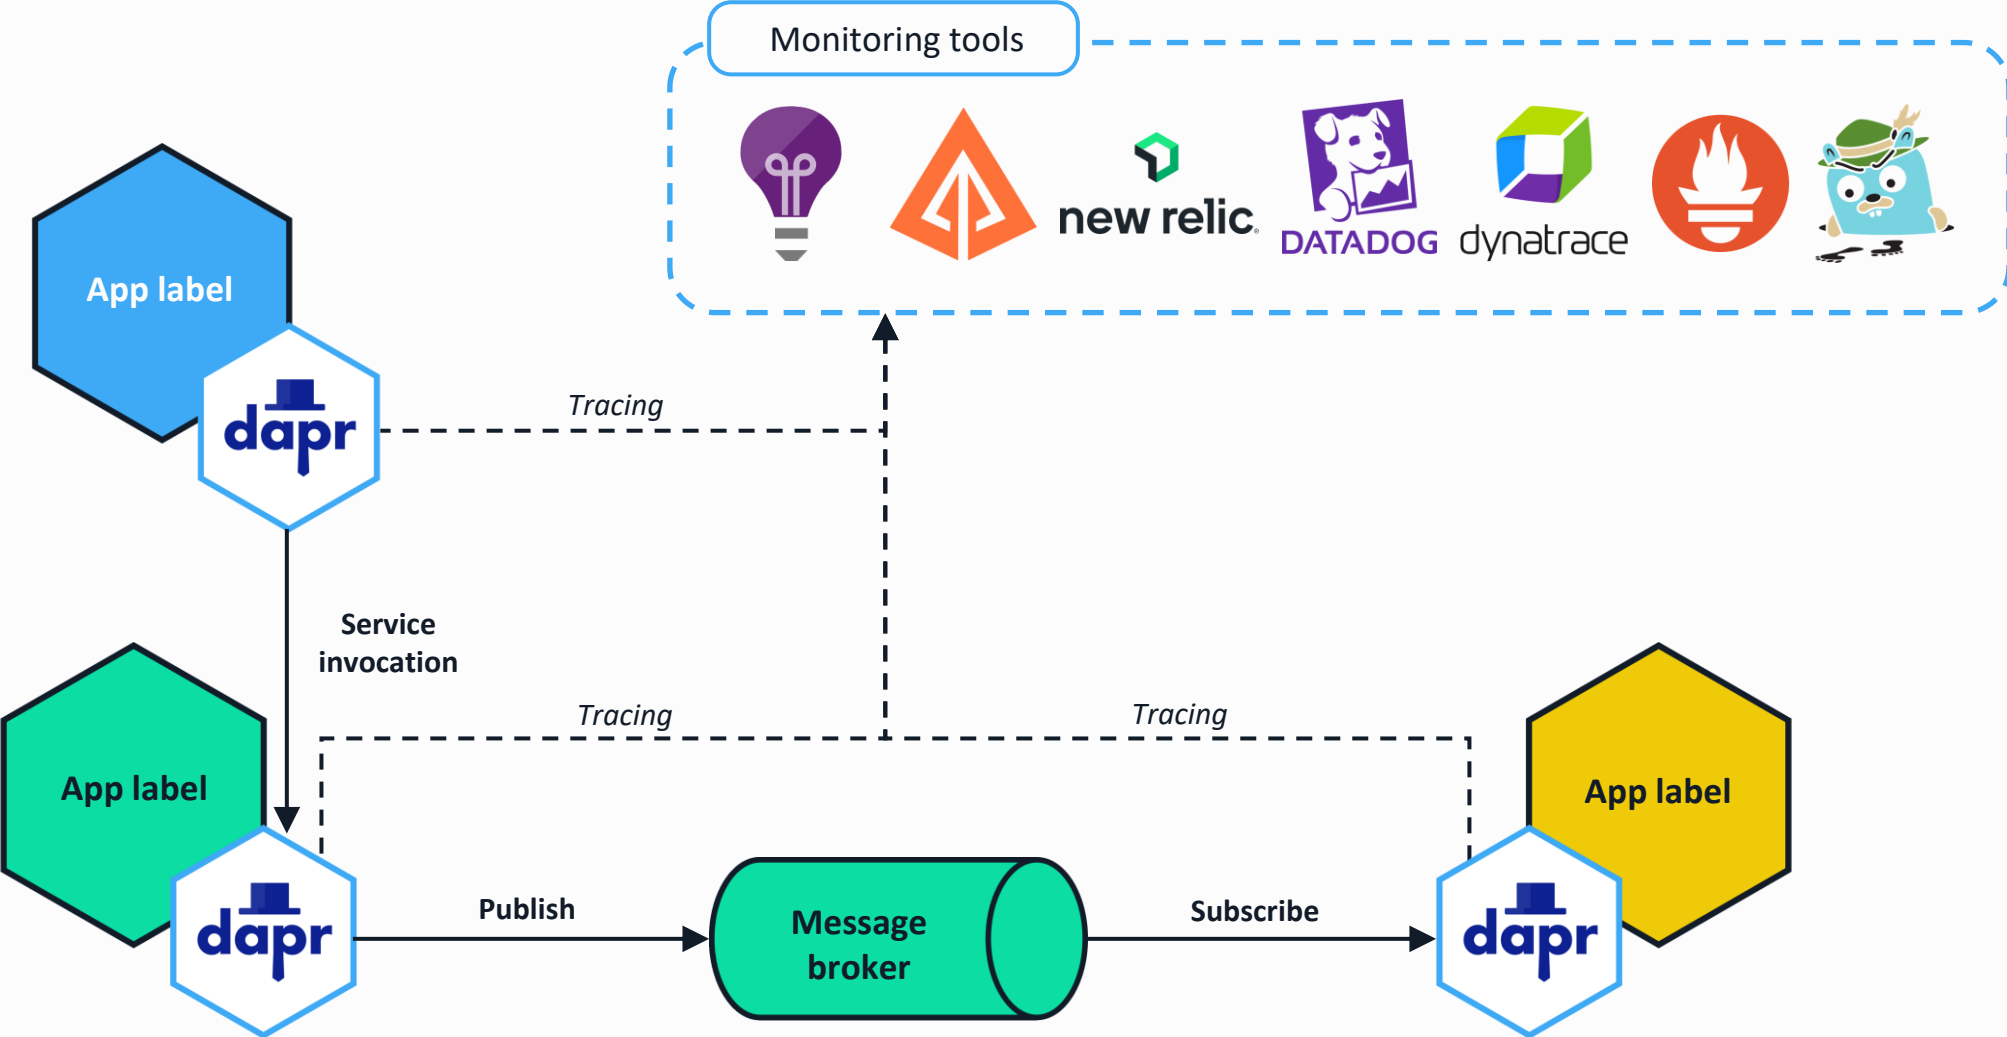 Monitoring tools
new relic
DATADOG
dynatrace
App label
dapr
Tracing
Service
invocation
Tracing
Tracing
App label
App label
dapr
Publish
Message
broker
Subscribe
dapr